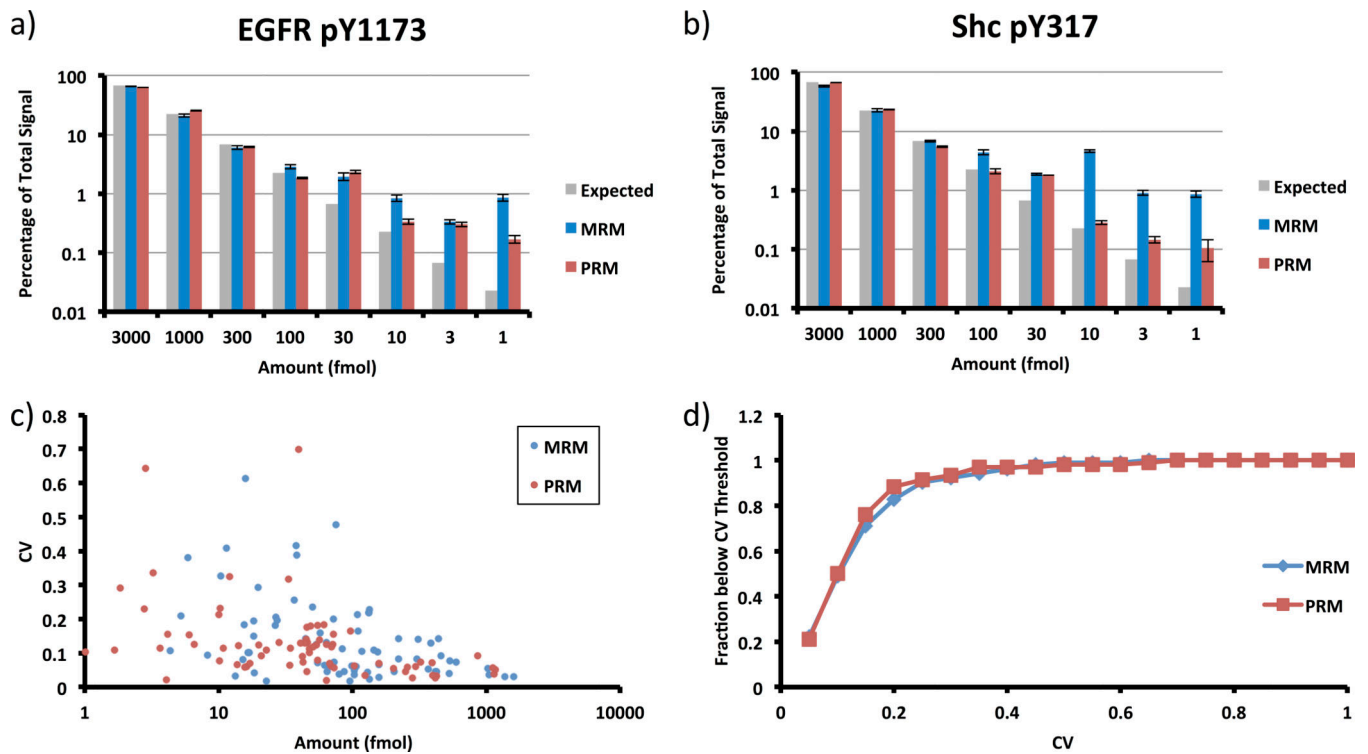 a)
EGFR pY1173
Percentage of Total Signal
100
10
1
0.1
0.01
3000 1000 300 100 30 10 3 1
Amount (fmol)
Expected
MRM
PRM
b)
Shc pY317
Percentage of Total Signal
100
10
1
0.1
0.01
3000 1000 300 100 30 10 3 1
Amount (fmol)
Expected
MRM
PRM
c)
CV
0.8
0.7
0.6
0.5
0.4
0.3
0.2
0.1
0
1 10 100 1000 10000
Amount (fmol)
MRM
PRM
d)
Fraction below CV Threshold
1.2
1
0.8
0.6
0.4
0.2
0
0 0.2 0.4 0.6 0.8 1
CV
MRM
PRM